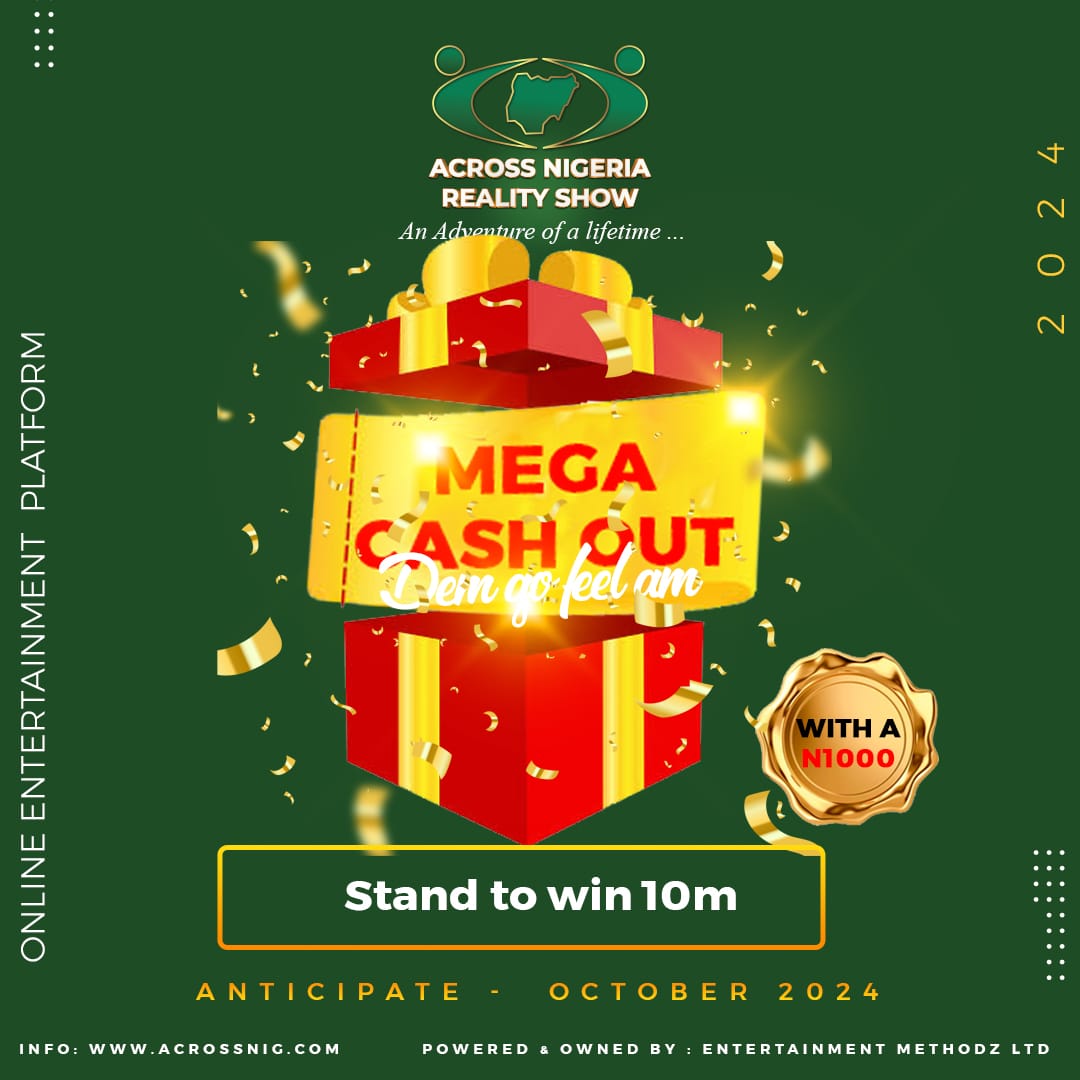 ACROSS NIGERIA
REALITY SHOW
An Adventure of a lifetime ...
2024
ONLINE ENTERTAINMENT PLATFORM
MEGA
CASH OUT
Dem go feel am
WITH A
N1000
Stand to win 10m
ANTICIPATE - OCTOBER 2024
INFO: WWW.ACROSSNIG.COM
POWERED & OWNED BY : ENTERTAINMENT METHODZ LTD